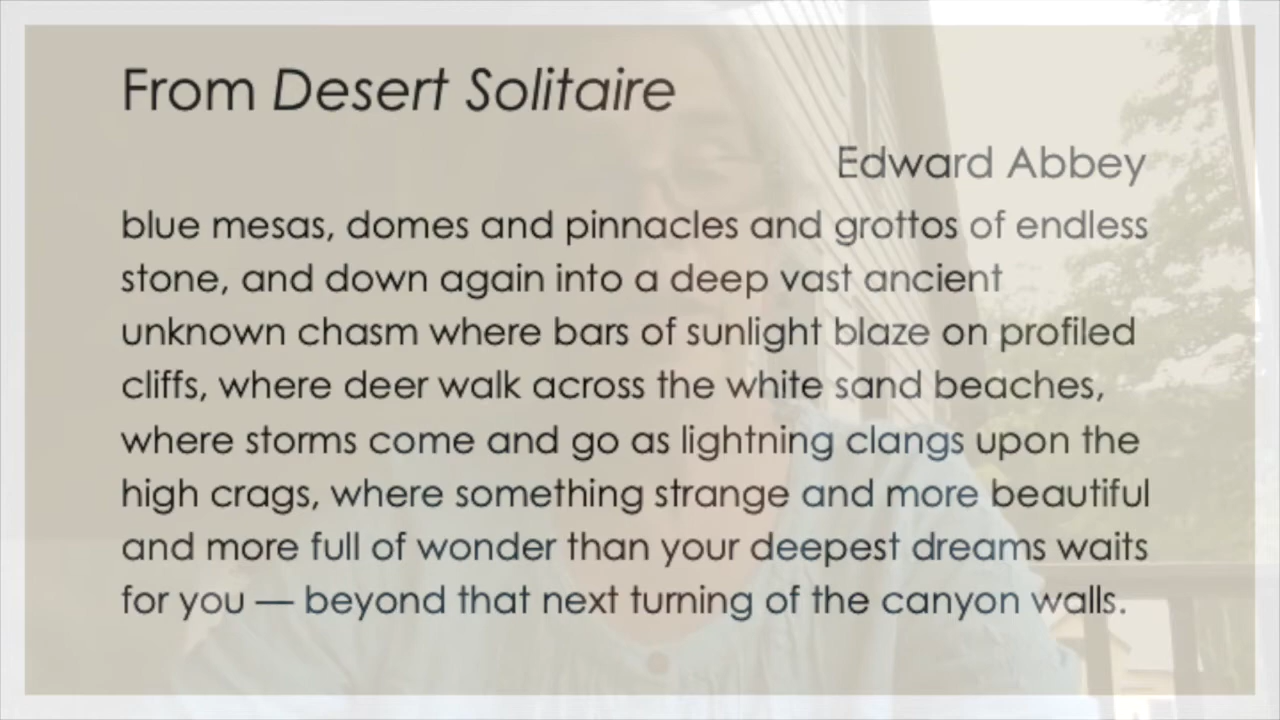 From Desert Solitaire
Edward Abbey
blue mesas, domes and pinnacles and grottos of endless
stone, and down again into a deep vast ancient
unknown chasm where bars of sunlight blaze on profiled
cliffs, where deer walk across the white sand beaches,
where storms come and go as lightning clangs upon the
high crags, where something strange and more beautiful
and more full of wonder than your deepest dreams waits
for you — beyond that next turning of the canyon walls.